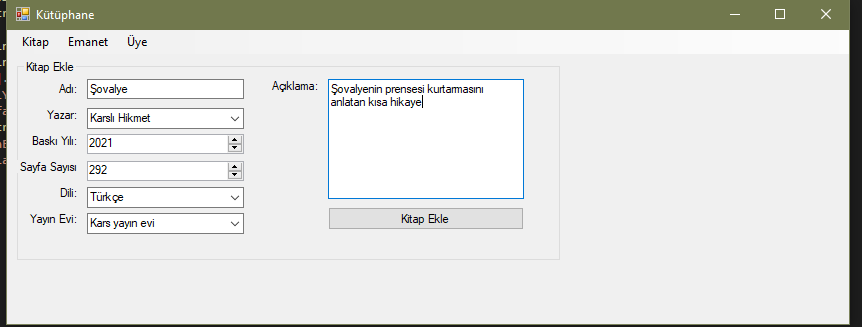 Kütüphane
Kitap Emanet Üye
Kitap Ekle
Adı: Şovalye
Yazar: Karslı Hikmet
Baskı Yılı: 2021
Sayfa Sayısı 292
Dili: Türkçe
Yayın Evi: Kars yayın evi
Açıklama: Şovalyenin prensesi kurtarmasını
anlatan kısa hikaye
Kitap Ekle